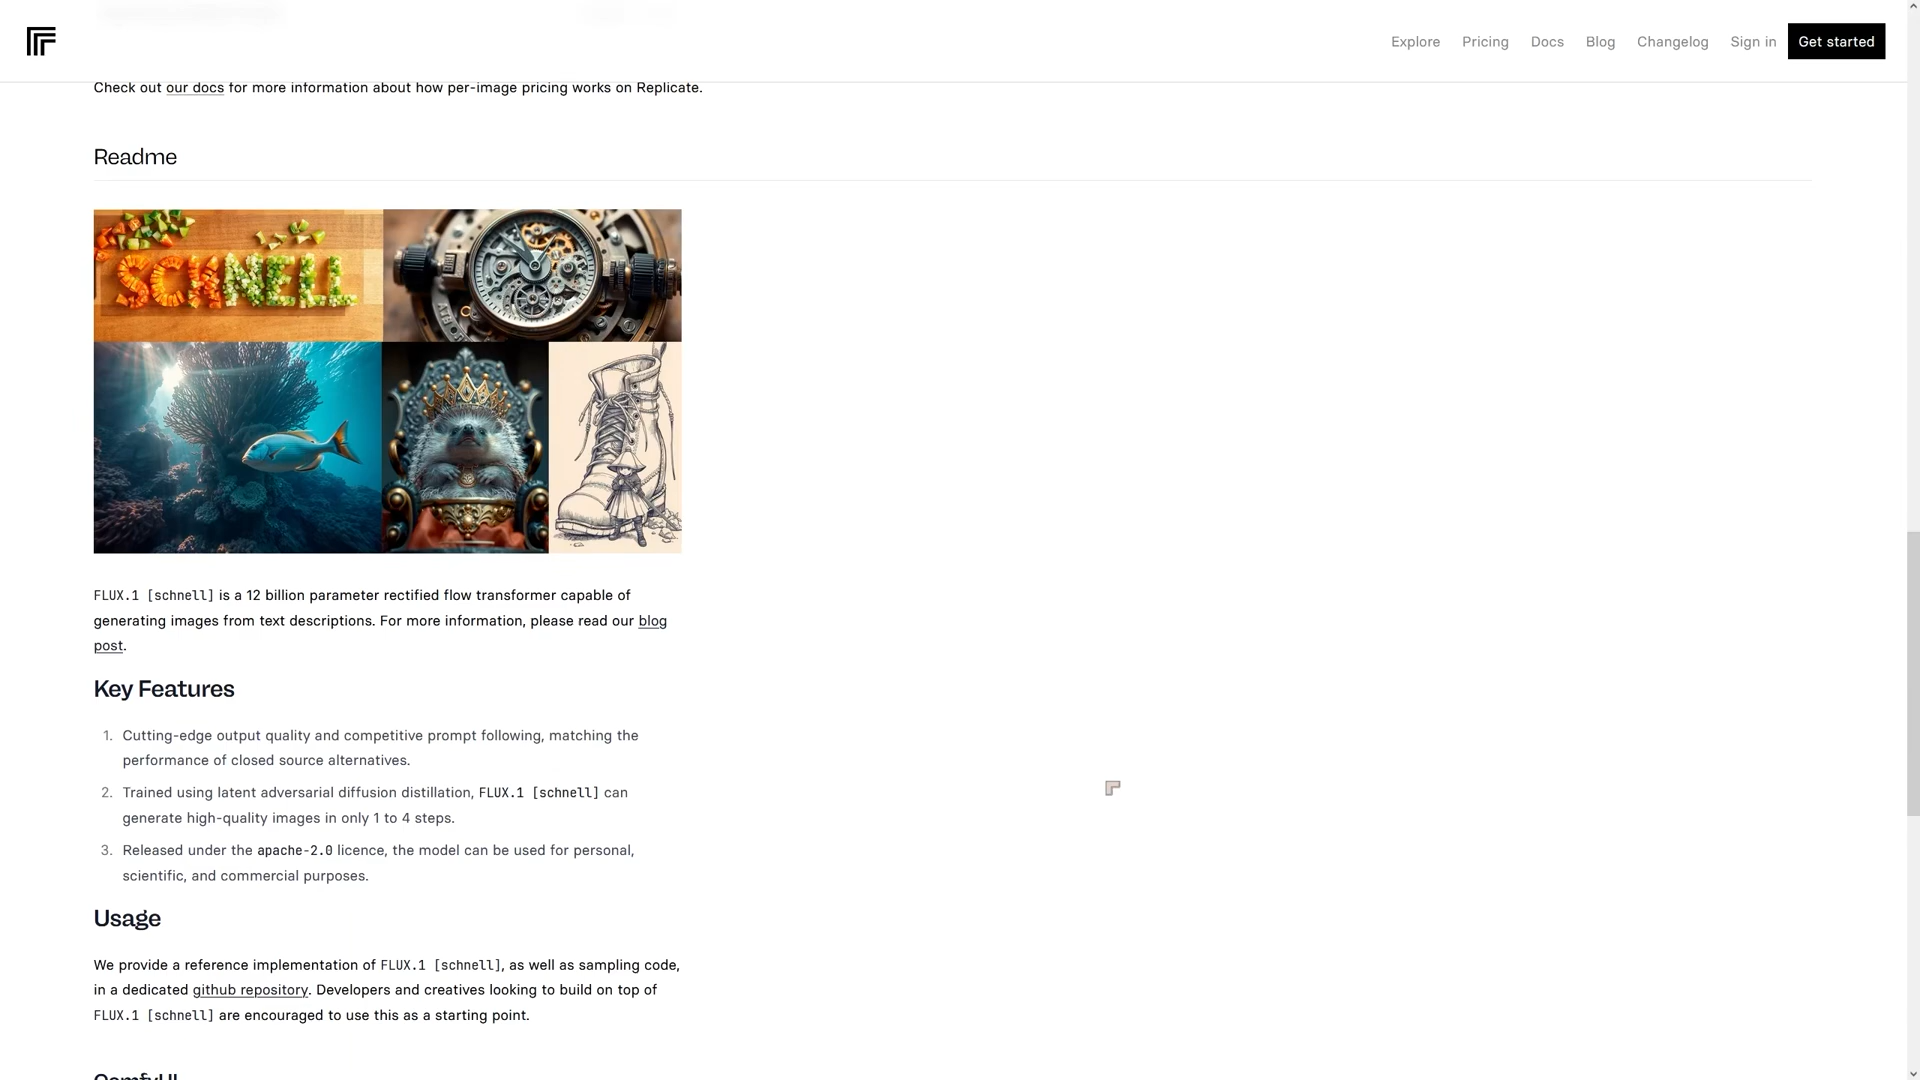 Explore Pricing Docs Blog Changelog Sign in Get started
Check out our docs for more information about how per-image pricing works on Replicate.
Readme
SCHNELL
FLUX.1 [schnell] is a 12 billion parameter rectified flow transformer capable of
generating images from text descriptions. For more information, please read our blog
post.
Key Features
1. Cutting-edge output quality and competitive prompt following, matching the
performance of closed source alternatives.
2. Trained using latent adversarial diffusion distillation, FLUX.1 [schnell] can
generate high-quality images in only 1 to 4 steps.
3. Released under the apache-2.0 licence, the model can be used for personal,
scientific, and commercial purposes.
Usage
We provide a reference implementation of FLUX.1 [schnell], as well as sampling code,
in a dedicated github repository. Developers and creatives looking to build on top of
FLUX.1 [schnell] are encouraged to use this as a starting point.
ComfyUI